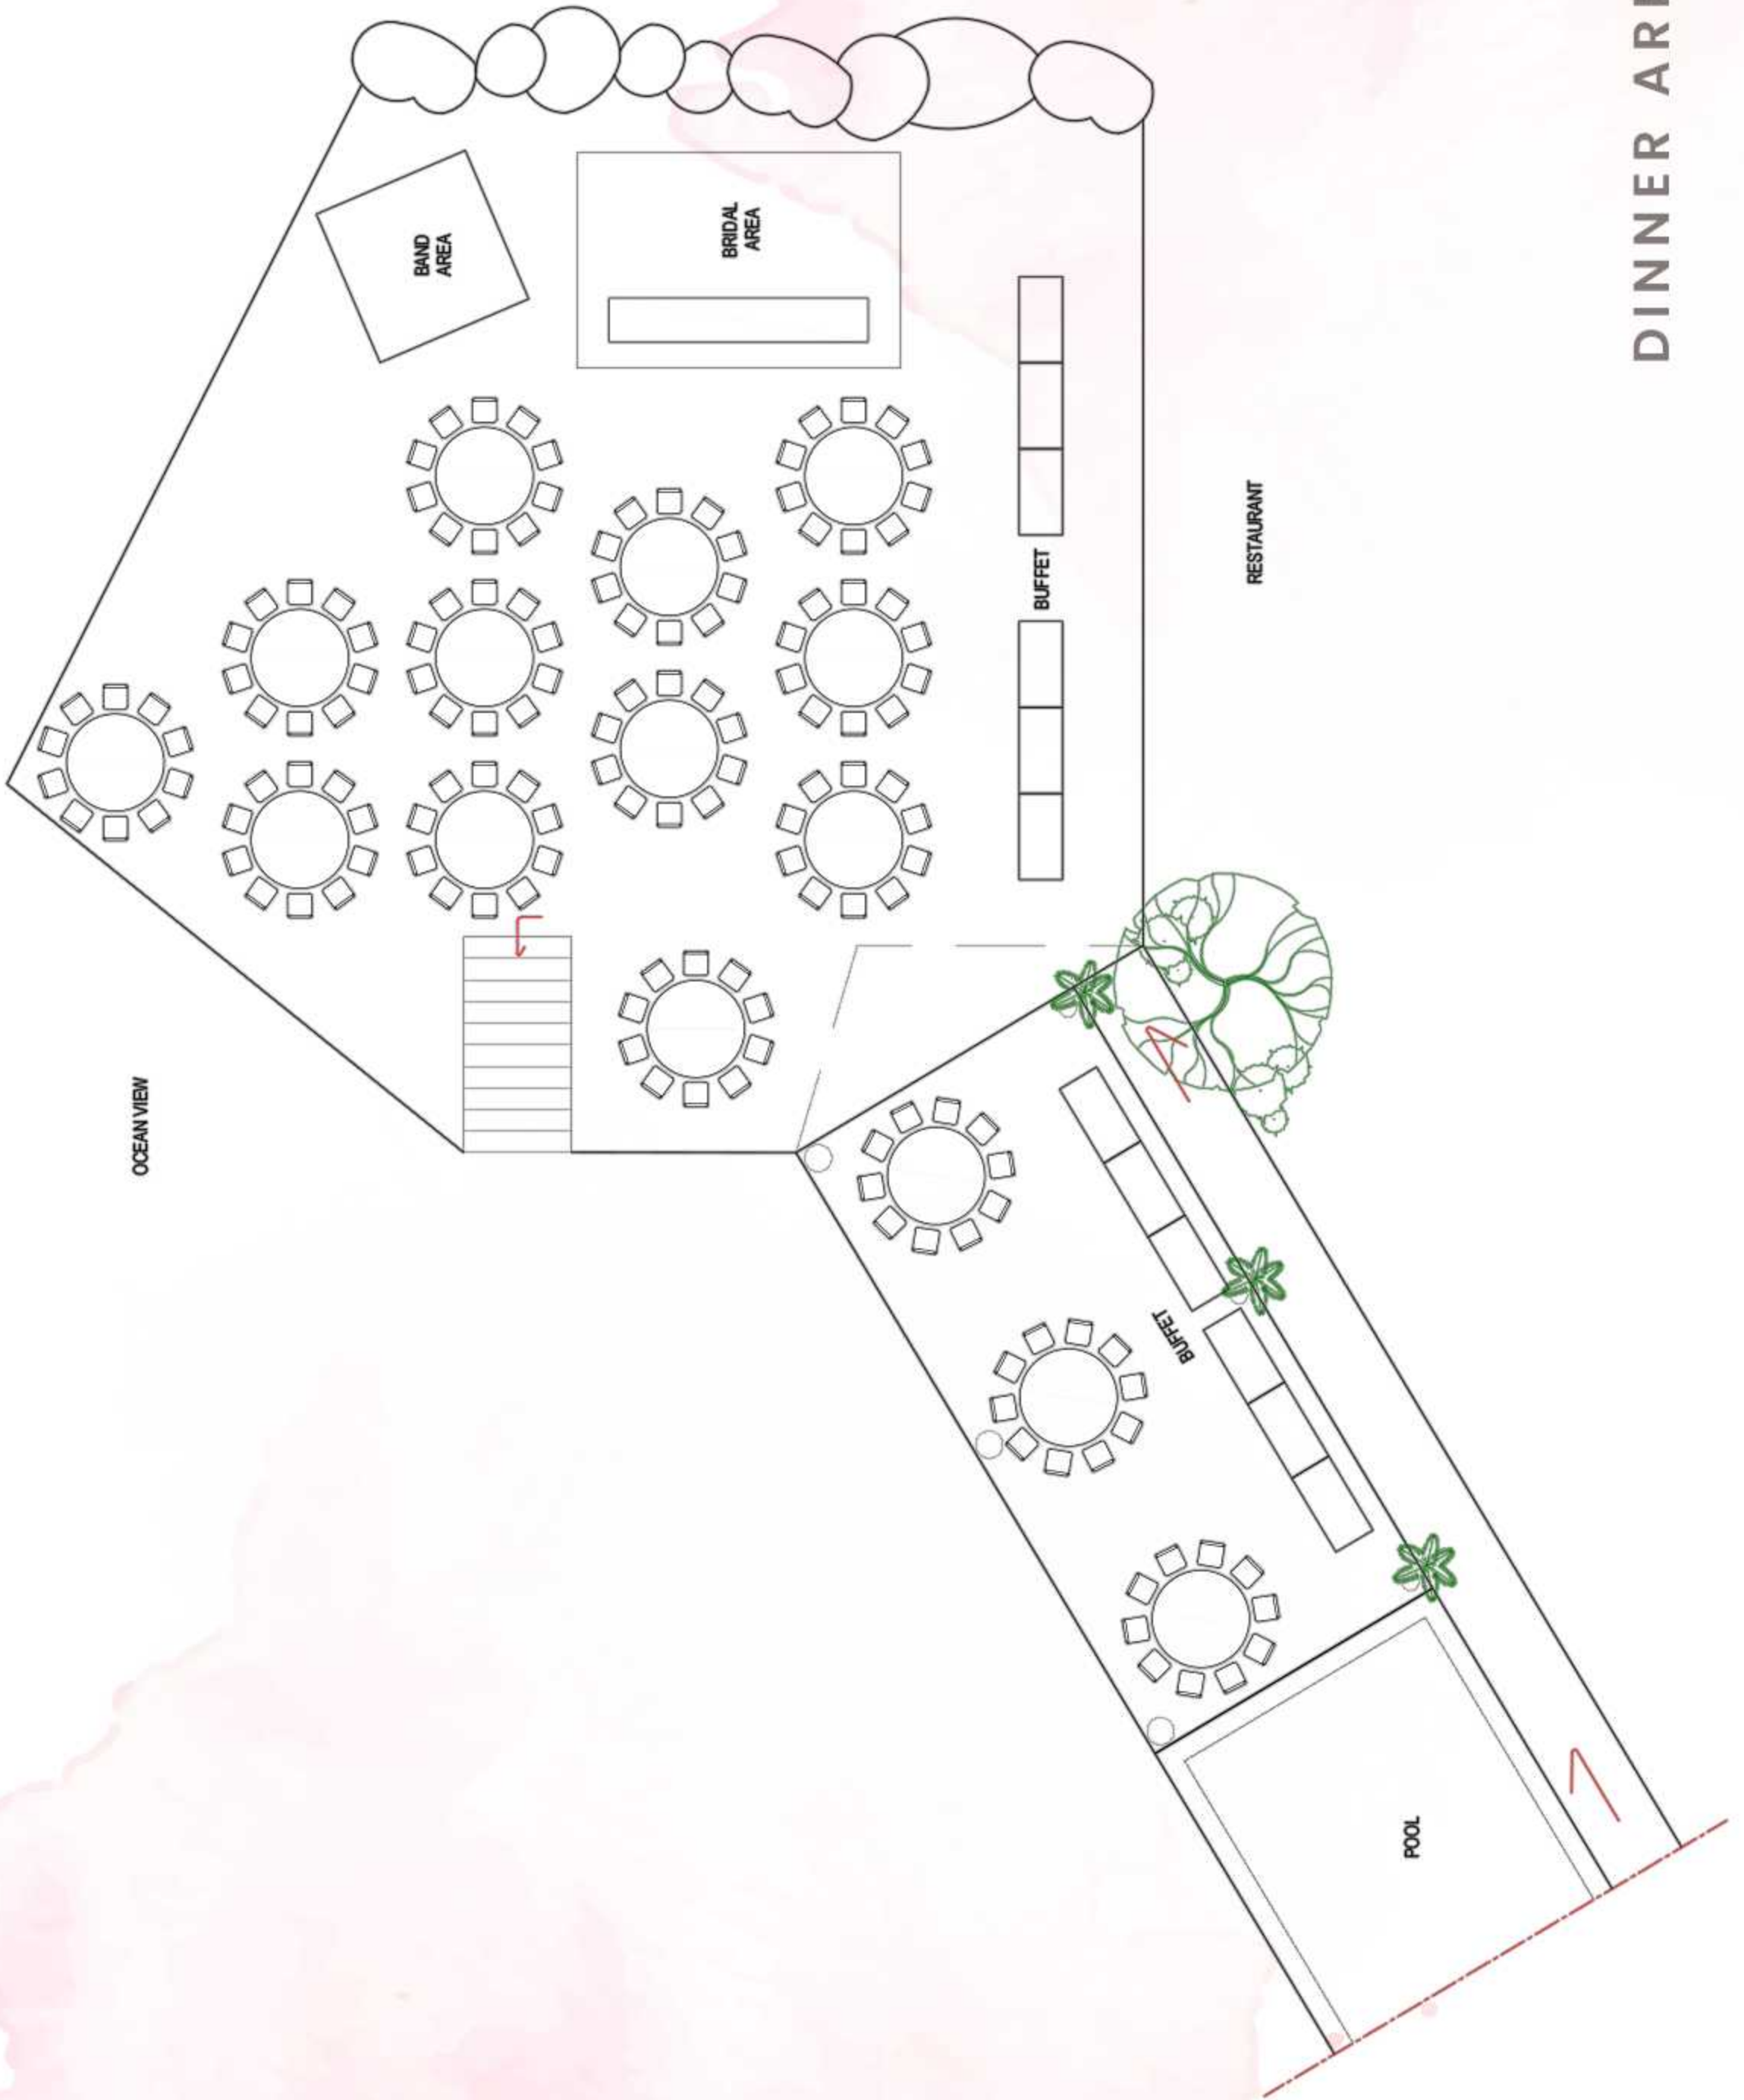 DINNER AR
BAND
AREA
BRIDAL
AREA
BUFFET
RESTAURANT
OCEAN VIEW
BUFFET
POOL